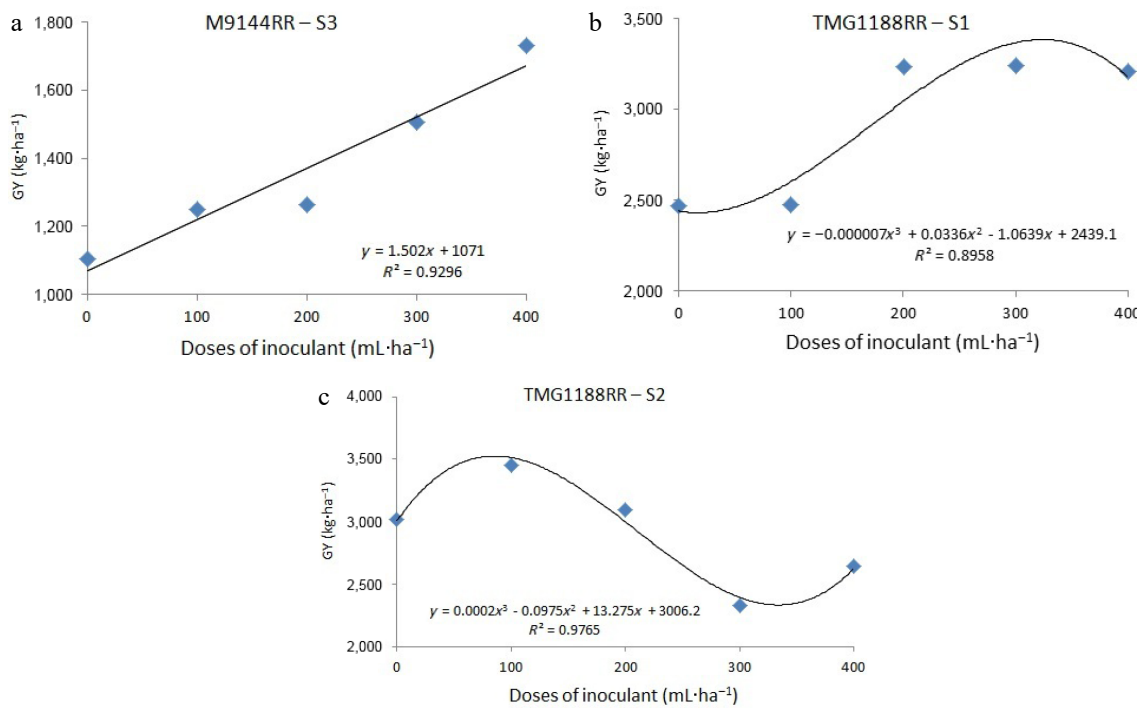 a
M9144RR – S3
1,800
1,600
1,400
1,200
1,000
GY (kg·ha⁻¹)
y = 1.502x + 1071
R² = 0.9296
0 100 200 300 400
Doses of inoculant (mL·ha⁻¹)
b
TMG1188RR – S1
3,500
3,000
2,500
2,000
GY (kg·ha⁻¹)
y = −0.000007x³ + 0.0336x² - 1.0639x + 2439.1
R² = 0.8958
0 100 200 300 400
Doses of inoculant (mL·ha⁻¹)
c
TMG1188RR – S2
4,000
3,500
3,000
2,500
2,000
GY (kg·ha⁻¹)
y = 0.0002x³ - 0.0975x² + 13.275x + 3006.2
R² = 0.9765
0 100 200 300 400
Doses of inoculant (mL·ha⁻¹)